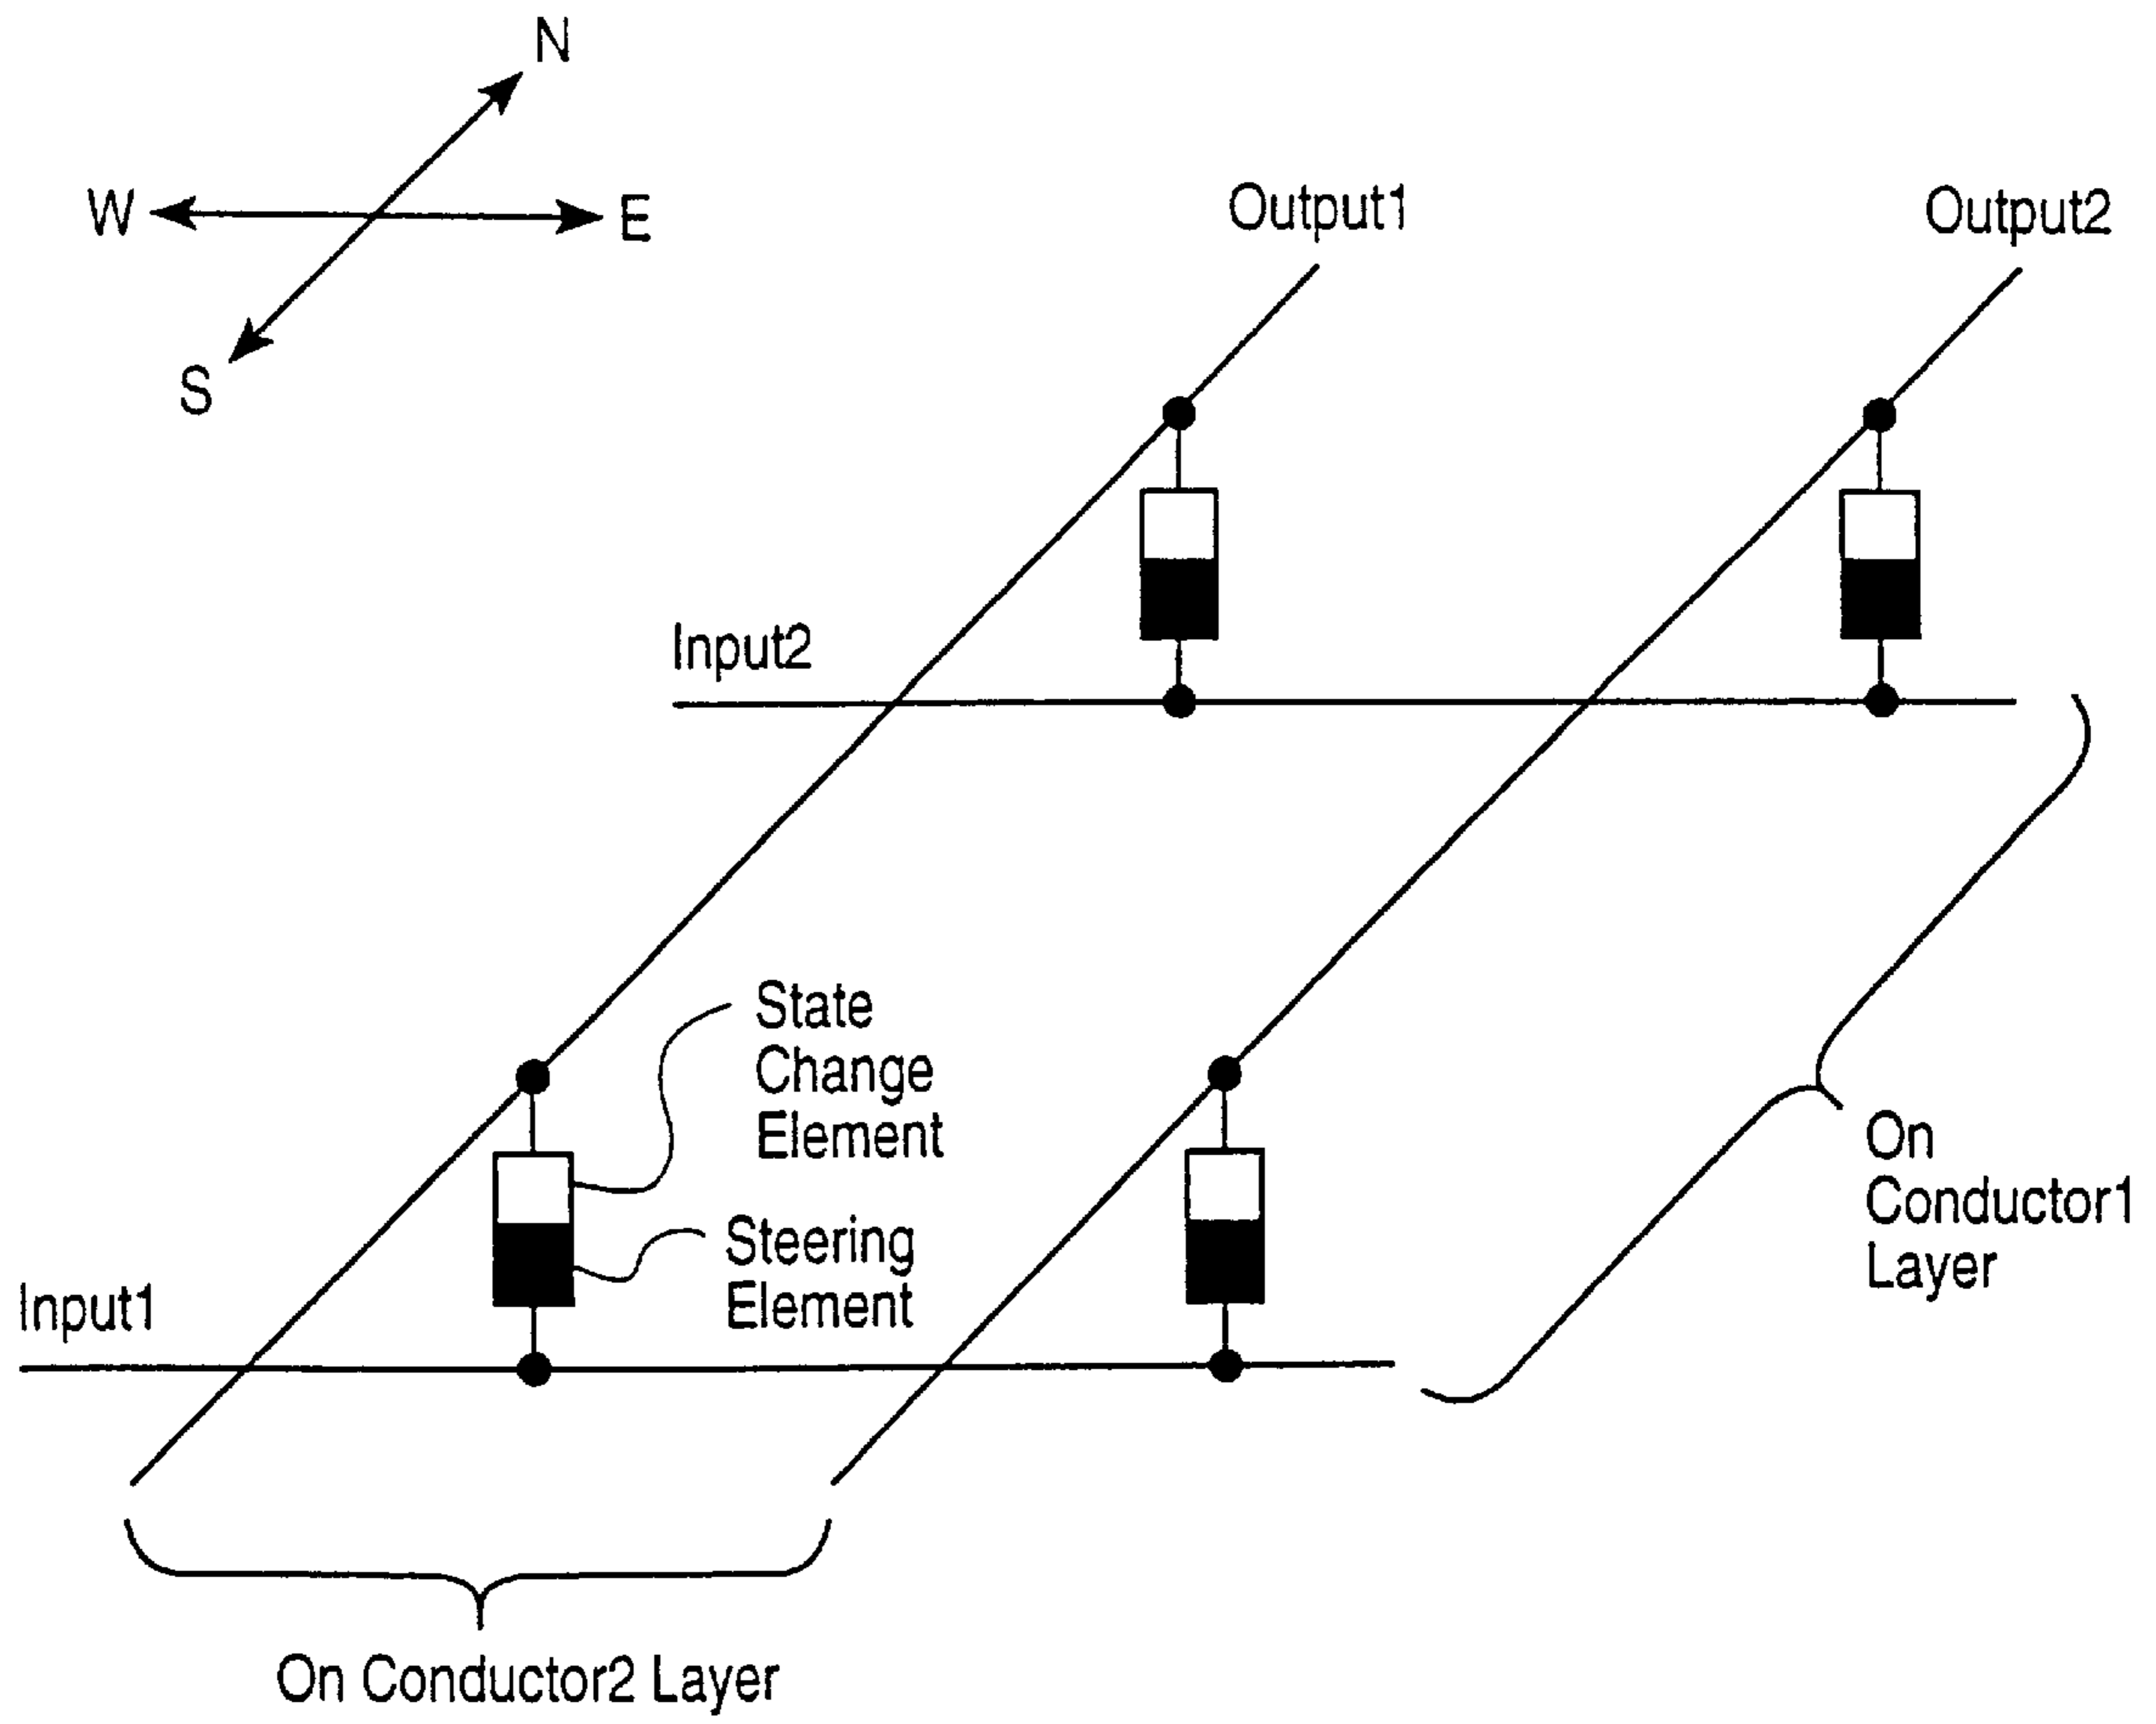 N
W
E
S
Output1
Output2
Input2
State
Change
Element
Steering
Element
Input1
On
Conductor1
Layer
On Conductor2 Layer